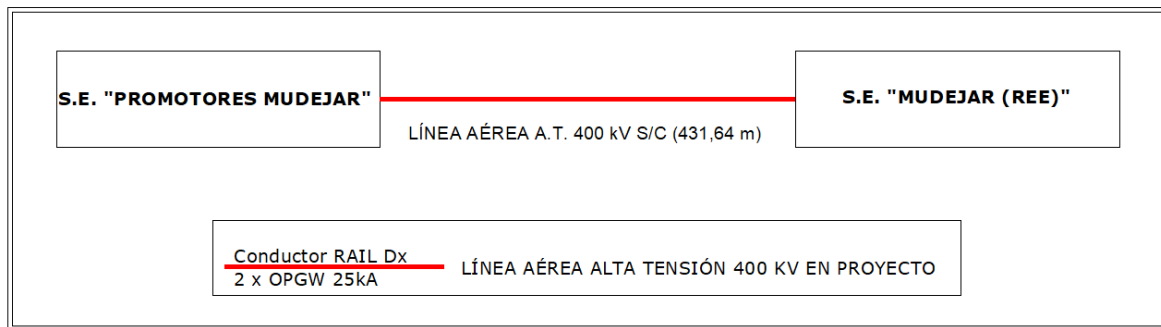 S.E. "PROMOTORES MUDEJAR"
S.E. "MUDEJAR (REE)"
LÍNEA AÉREA A.T. 400 kV S/C (431,64 m)
Conductor RAIL Dx
2 x OPGW 25kA
LÍNEA AÉREA ALTA TENSIÓN 400 KV EN PROYECTO